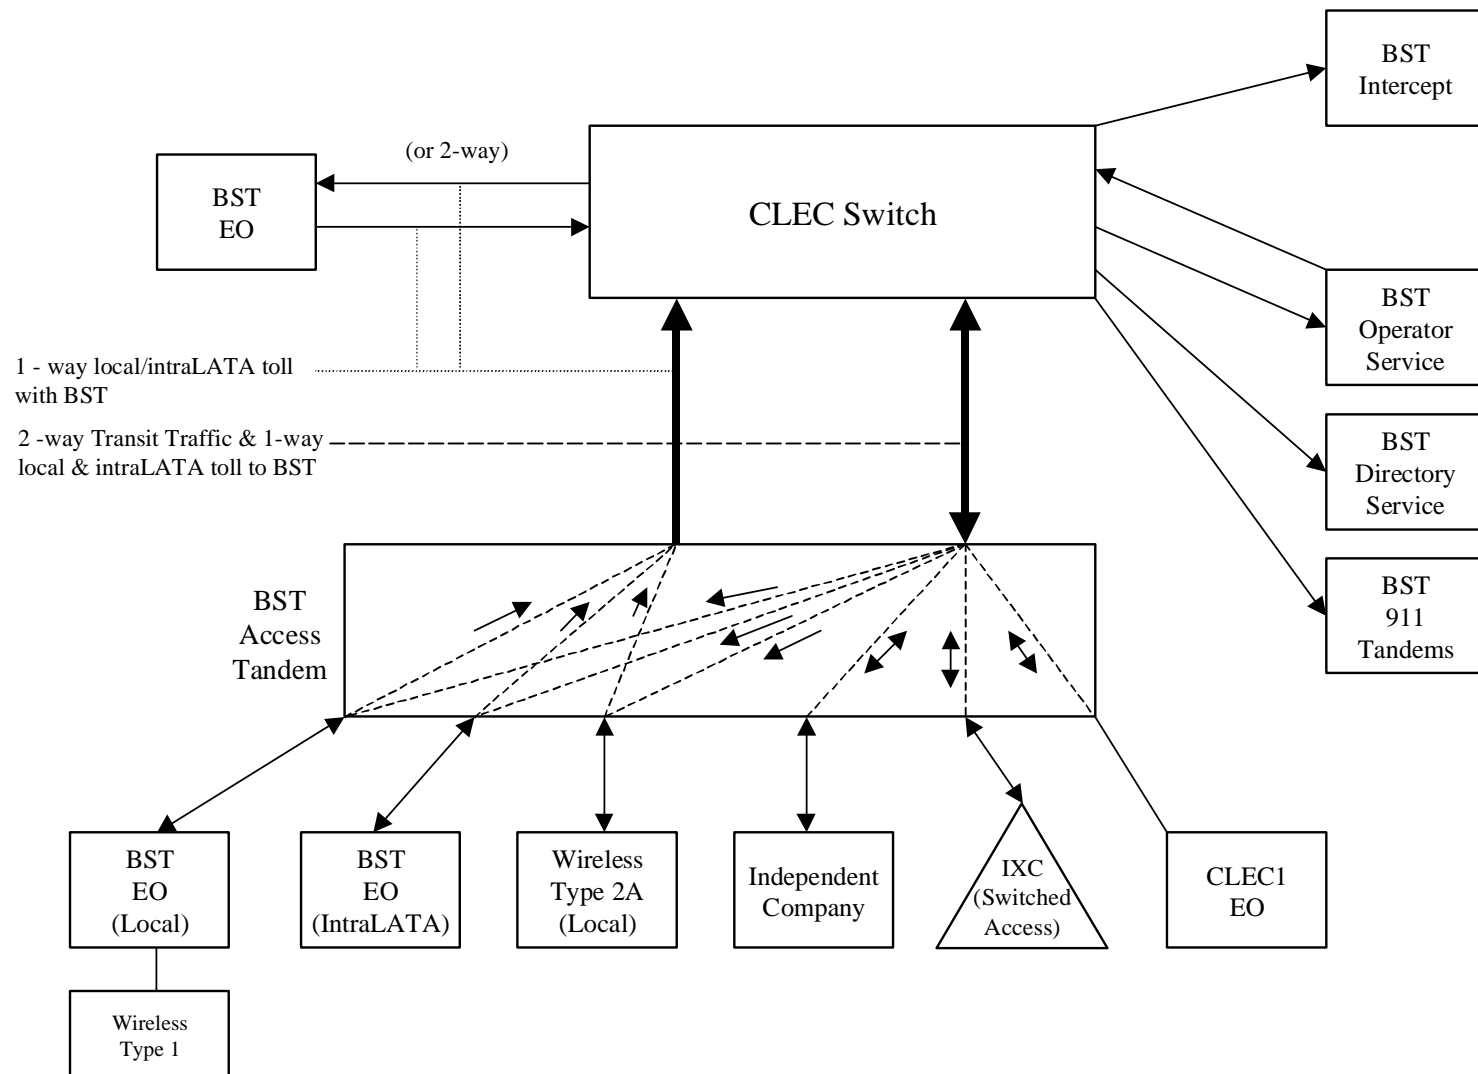 BST
Intercept
(or 2-way)
BST
EO
CLEC Switch
BST
Operator
Service
1 - way local/intraLATA toll
with BST
2 -way Transit Traffic & 1-way
local & intraLATA toll to BST
BST
Directory
Service
BST
911
Tandems
BST
Access
Tandem
BST
EO
(Local)
BST
EO
(IntraLATA)
Wireless
Type 2A
(Local)
Independent
Company
IXC
(Switched
Access)
CLEC1
EO
Wireless
Type 1